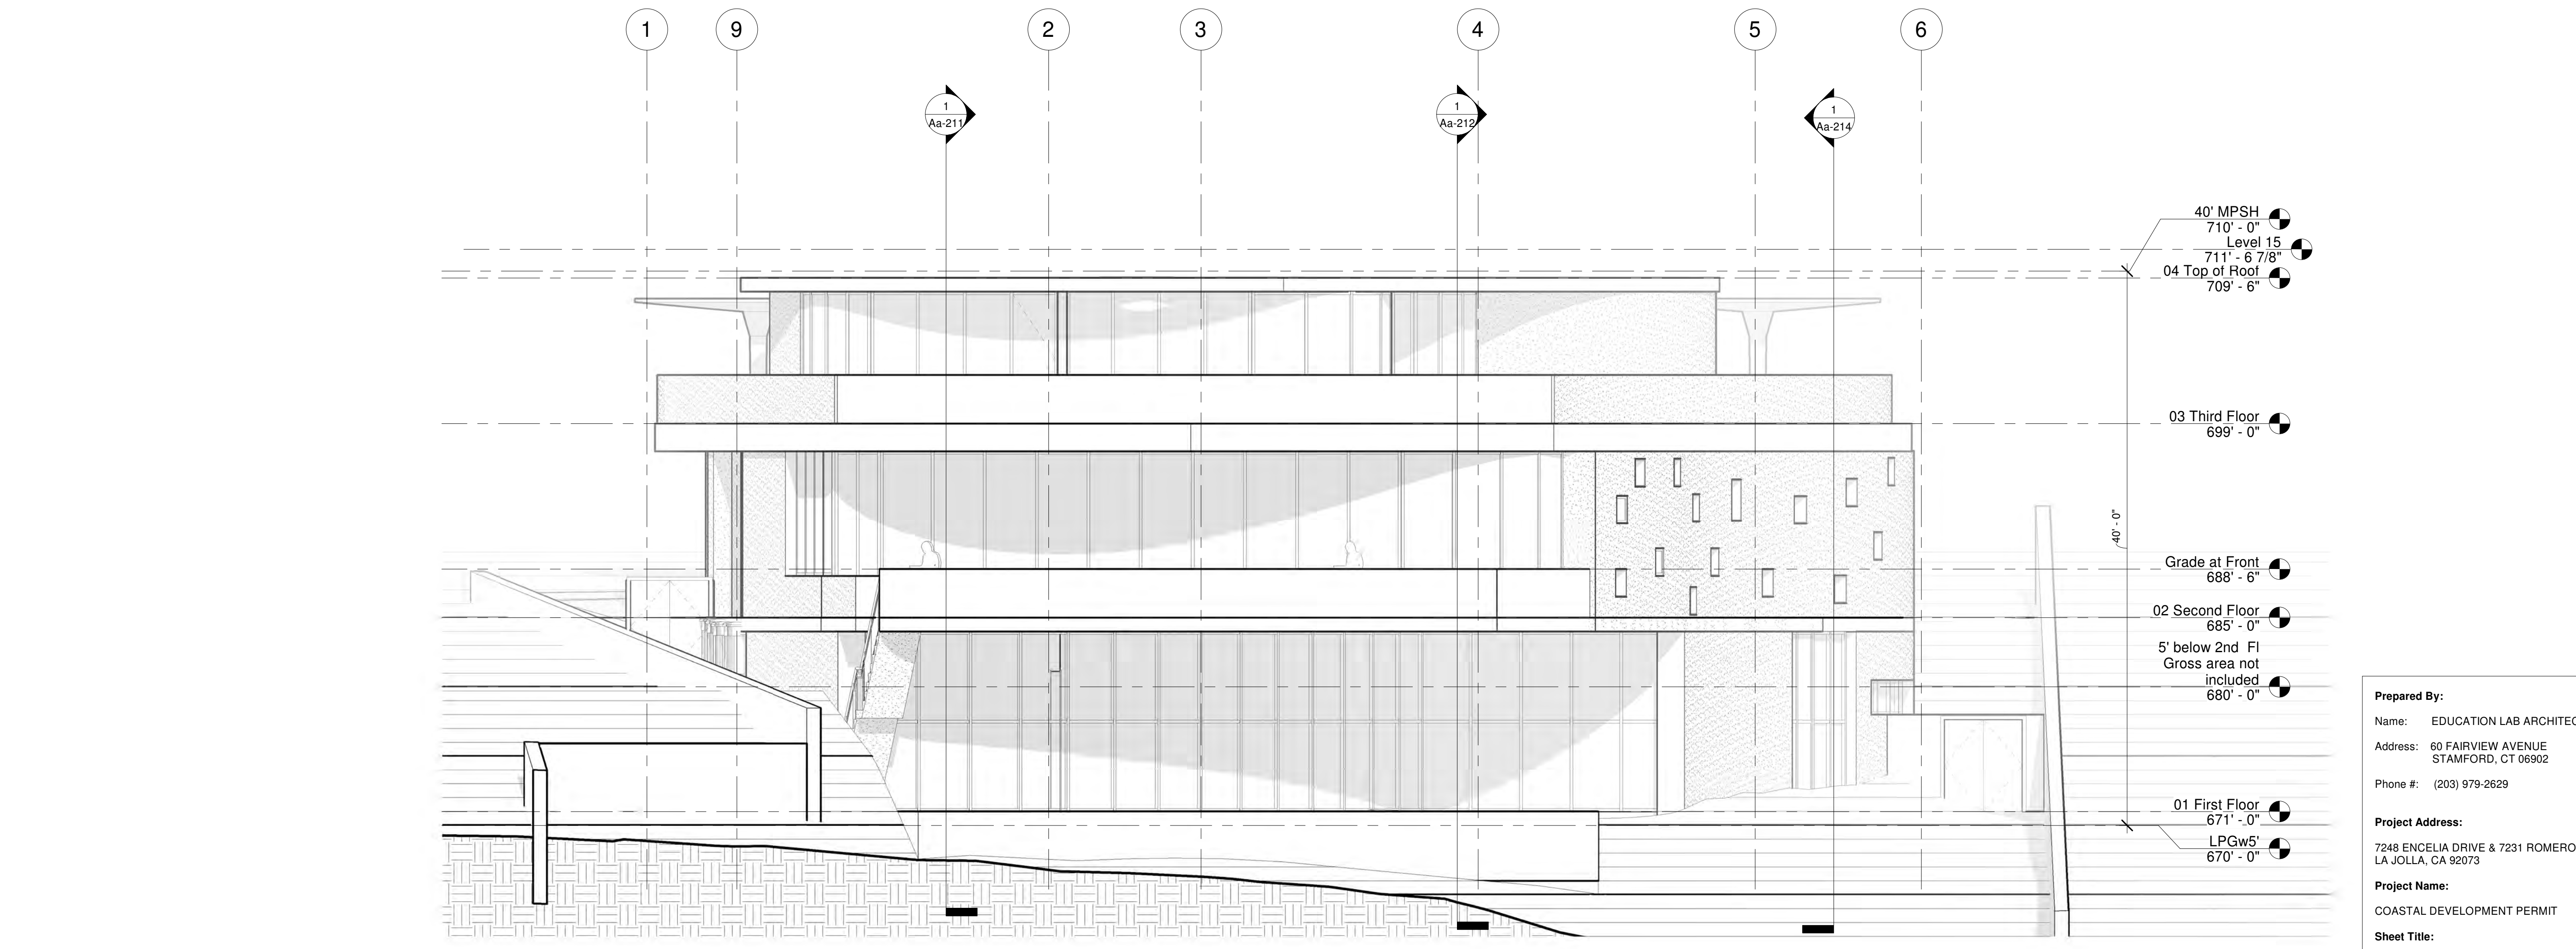 1
9
2
3
4
5
6
1
Aa-211
1
Aa-212
1
Aa-214
40' MPSH
710' - 0"
Level 15
711' - 6 7/8"
04 Top of Roof
709' - 6"
03 Third Floor
699' - 0"
40' - 0"
Grade at Front
688' - 6"
02 Second Floor
685' - 0"
5' below 2nd Fl
Gross area not
included
680' - 0"
01 First Floor
671' - 0"
LPGw5'
670' - 0"
Prepared By:
Name: EDUCATION LAB ARCHITEC
Address: 60 FAIRVIEW AVENUE
STAMFORD, CT 06902
Phone #: (203) 979-2629
Project Address:
7248 ENCELIA DRIVE & 7231 ROMERO
LA JOLLA, CA 92073
Project Name:
COASTAL DEVELOPMENT PERMIT
Sheet Title: